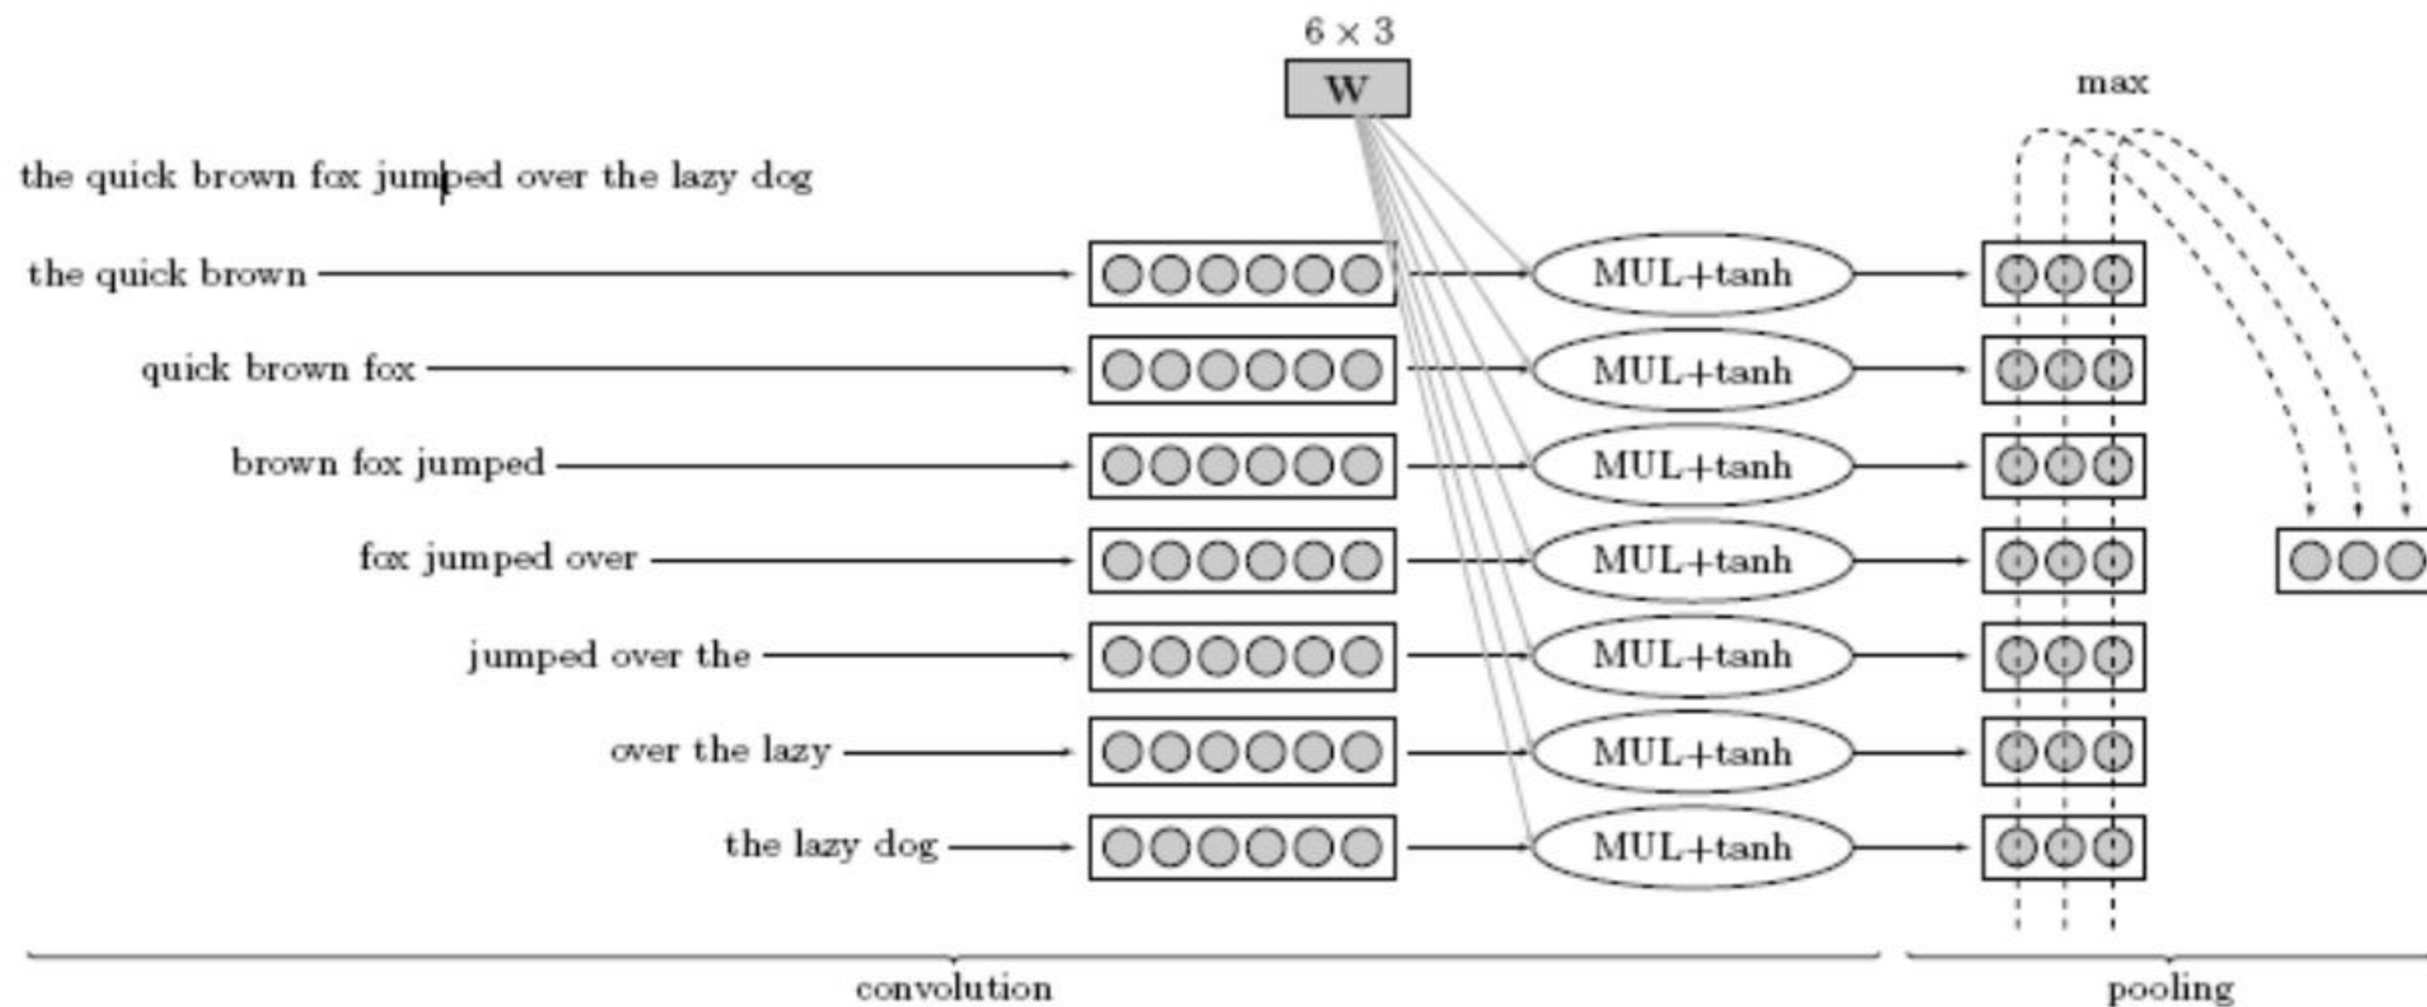 6 × 3
W
max
the quick brown fox jumped over the lazy dog
the quick brown MUL+tanh
quick brown fox MUL+tanh
brown fox jumped MUL+tanh
fox jumped over MUL+tanh
jumped over the MUL+tanh
over the lazy MUL+tanh
the lazy dog MUL+tanh
convolution pooling